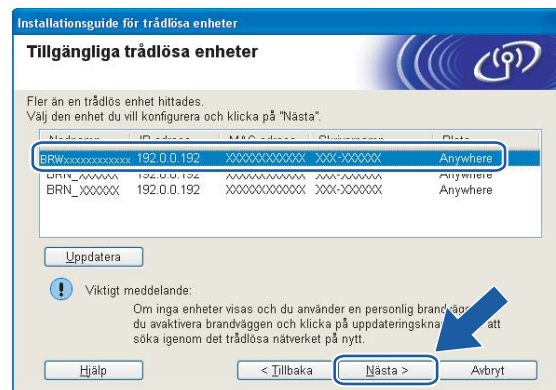 Installationsguide för trådlösa enheter
Tillgängliga trådlösa enheter
Fler än en trådlös enhet hittades.
Välj den enhet du vill konfigurera och klicka på "Nästa".
BRWxxxxxxxxxxxx 192.0.0.192 XXXXXXXXXXXX XXX-XXXXXX Anywhere
BRN_XXXXXX 192.0.0.192 XXXXXXXXXXXX XXX-XXXXXX Anywhere
BRN_XXXXXX 192.0.0.192 XXXXXXXXXXXX XXX-XXXXXX Anywhere
Uppdatera
Viktigt meddelande:
Om inga enheter visas och du använder en personlig
du avaktivera brandväggen och klicka på att
söka igenom det trådlösa nätverket på nytt.
Hjälp < Tillbaka Nästa > Avbryt